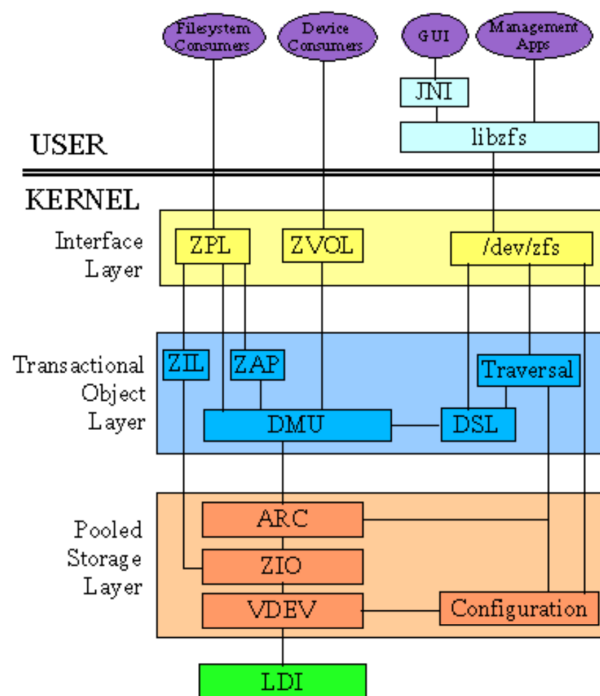 Filesystem
Consumers
Device
Consumers
GUI
Management
Apps
JNI
libzfs
USER
KERNEL
Interface
Layer
ZPL
ZVOL
/dev/zfs
Transactional
Object
Layer
ZIL
ZAP
Traversal
DMU
DSL
Pooled
Storage
Layer
ARC
ZIO
VDEV
Configuration
LDI